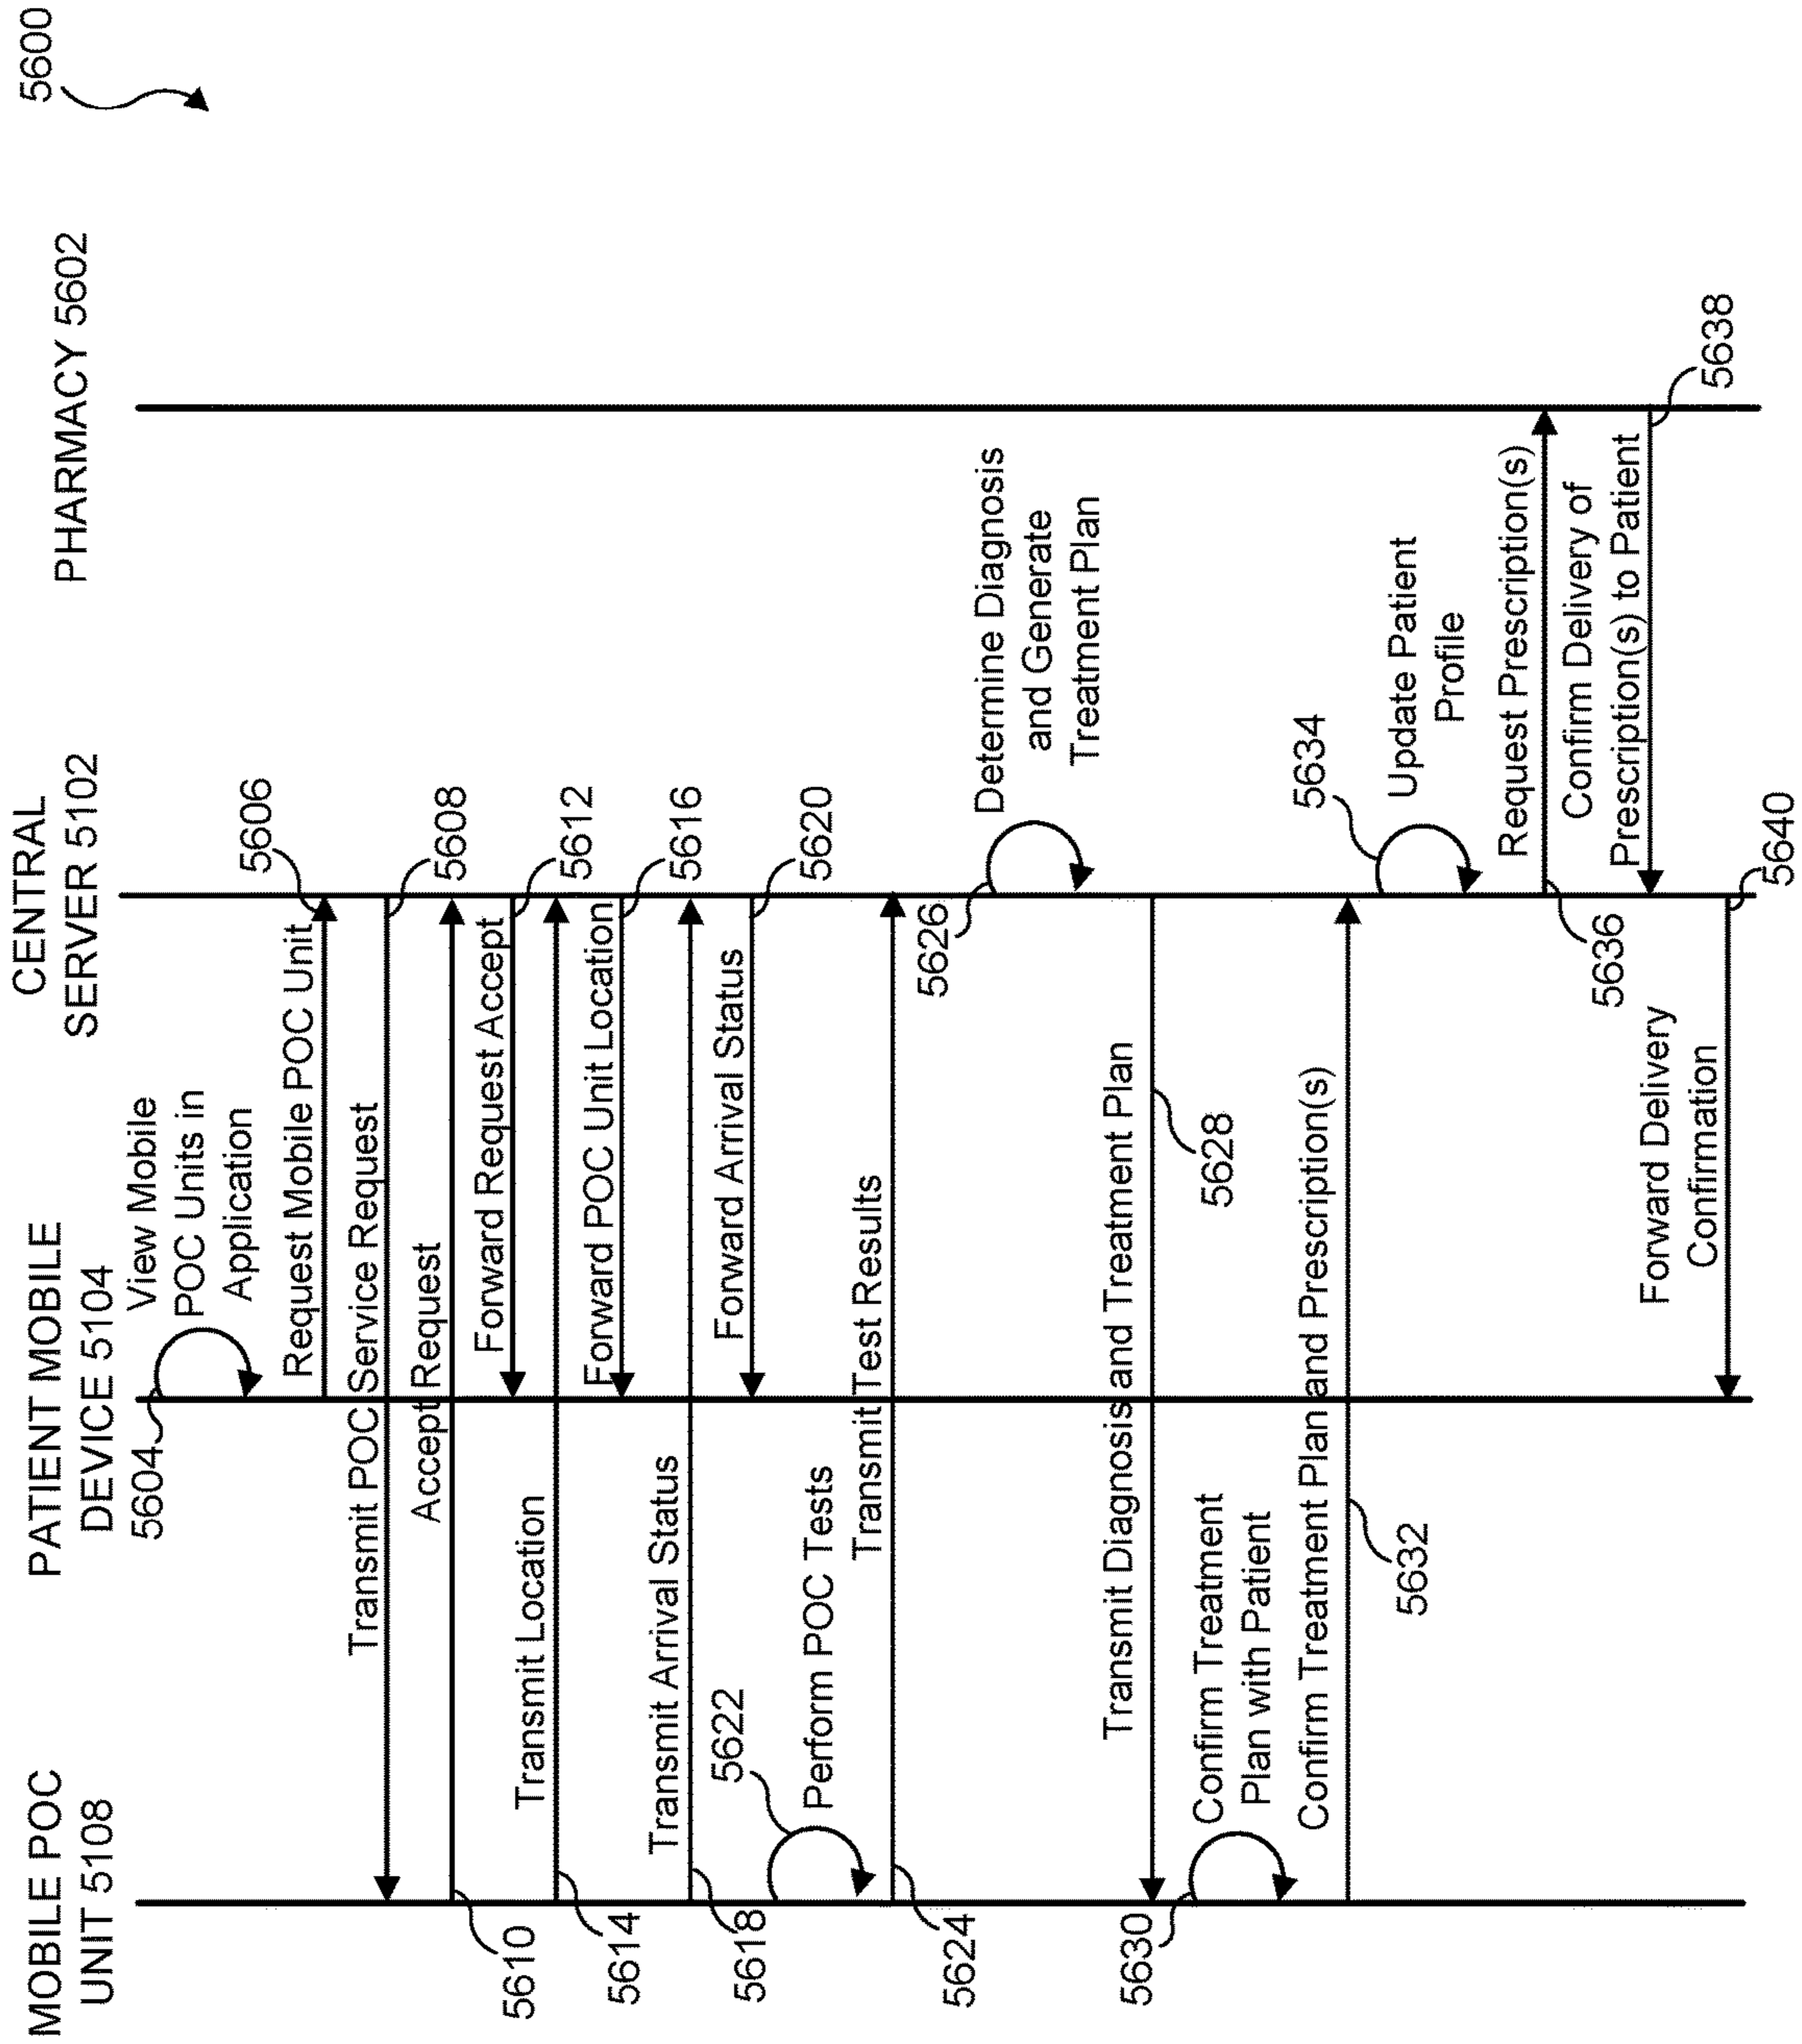 5600
MOBILE POC
UNIT 5108
PATIENT MOBILE
DEVICE 5104
CENTRAL
SERVER 5102
PHARMACY 5602
5604
View Mobile
POC Units in
Application
Request Mobile POC Unit
5606
Transmit POC Service Request
5608
Accept Request
5610
Forward Request Accept
5612
Transmit Location
5614
Forward POC Unit Location
5616
Transmit Arrival Status
5618
Forward Arrival Status
5620
5622
Perform POC Tests
Transmit Test Results
5624
5626
Determine Diagnosis
and Generate
Treatment Plan
Transmit Diagnosis and Treatment Plan
5628
5630
Confirm Treatment
Plan with Patient
Confirm Treatment Plan and Prescription(s)
5632
5634
Update Patient
Profile
Request Prescription(s)
5636
Confirm Delivery of
Prescription(s) to Patient
5638
Forward Delivery
Confirmation
5640